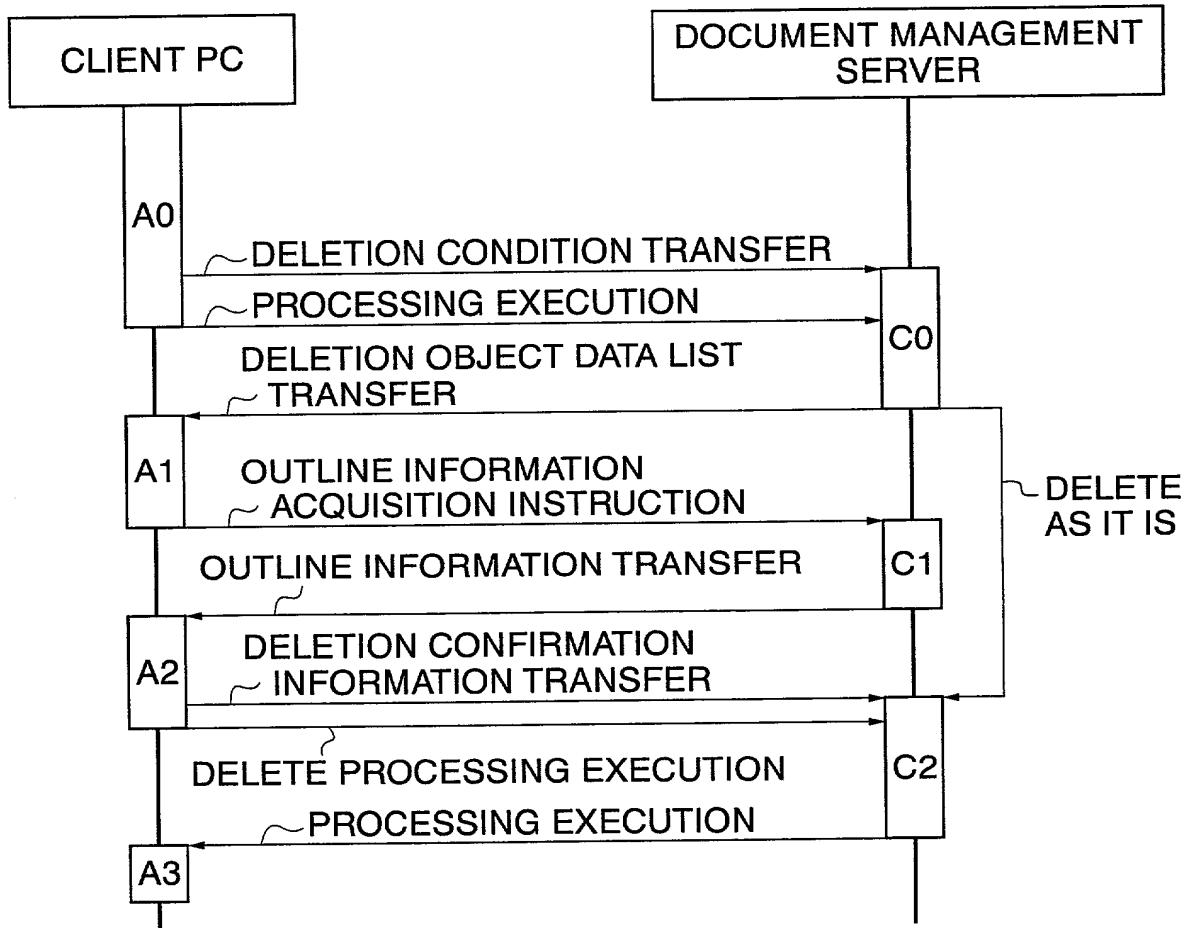 CLIENT PC
DOCUMENT MANAGEMENT
SERVER
A0
DELETION CONDITION TRANSFER
PROCESSING EXECUTION
C0
DELETION OBJECT DATA LIST
TRANSFER
A1
OUTLINE INFORMATION
ACQUISITION INSTRUCTION
DELETE
AS IT IS
OUTLINE INFORMATION TRANSFER
C1
DELETION CONFIRMATION
A2
INFORMATION TRANSFER
DELETE PROCESSING EXECUTION
C2
PROCESSING EXECUTION
A3